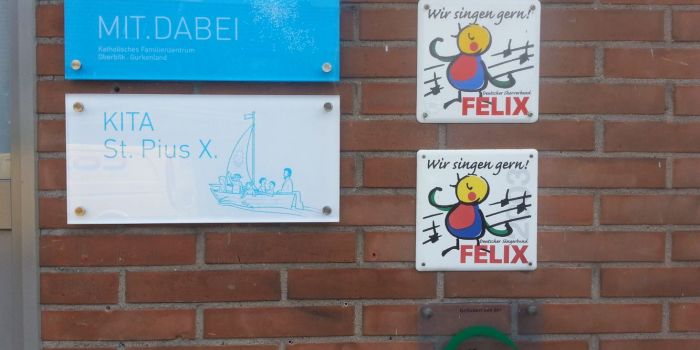 MIT.DABEI
Katholisches Familienzentrum
Oberbilk. Gurkenland
KITA
St. Pius X.
Wir singen gern!
Deutscher Chorverband
FELIX
Wir singen gern!
Deutscher Sängerbund
FELIX